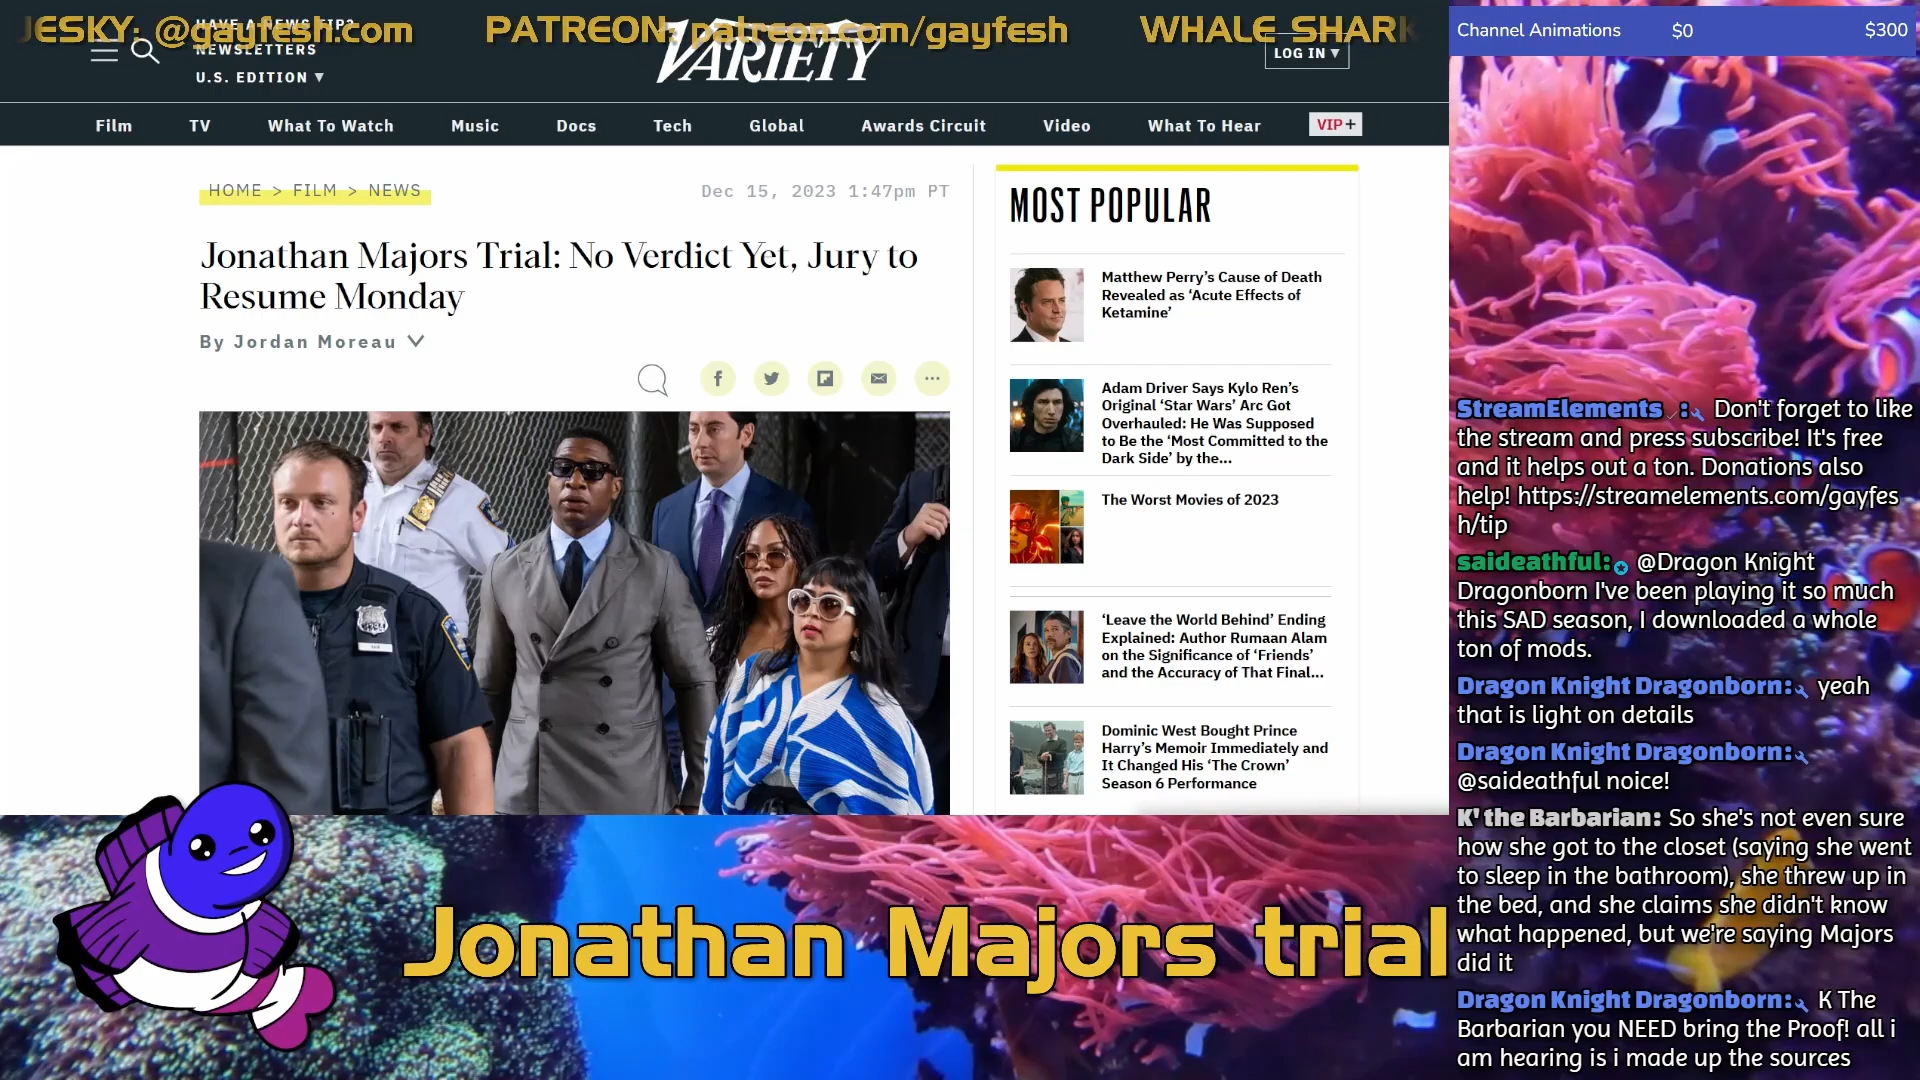 JESKY: @gayfesh.com PATREON: patreon.com/gayfesh WHALE SHARK
HAVE A NEWS TIP?
NEWSLETTERS
U.S. EDITION ▼
VARIETY
LOG IN ▼
Film TV What To Watch Music Docs Tech Global Awards Circuit Video What To Hear VIP+
HOME > FILM > NEWS
Dec 15, 2023 1:47pm PT
Jonathan Majors Trial: No Verdict Yet, Jury to
Resume Monday
By Jordan Moreau
MOST POPULAR
Matthew Perry's Cause of Death
Revealed as 'Acute Effects of
Ketamine'
Adam Driver Says Kylo Ren's
Original 'Star Wars' Arc Got
Overhauled: He Was Supposed
to Be the 'Most Committed to the
Dark Side' by the...
The Worst Movies of 2023
'Leave the World Behind' Ending
Explained: Author Rumaan Alam
on the Significance of 'Friends'
and the Accuracy of That Final...
Dominic West Bought Prince
Harry's Memoir Immediately and
It Changed His 'The Crown'
Season 6 Performance
Jonathan Majors trial
Channel Animations $0 $300
StreamElements : Don't forget to like
the stream and press subscribe! It's free
and it helps out a ton. Donations also
help! https://streamelements.com/gayfes
h/tip
saideathful: @Dragon Knight
Dragonborn I've been playing it so much
this SAD season, I downloaded a whole
ton of mods.
Dragon Knight Dragonborn: yeah
that is light on details
Dragon Knight Dragonborn:
@saideathful noice!
K' the Barbarian: So she's not even sure
how she got to the closet (saying she went
to sleep in the bathroom), she threw up in
the bed, and she claims she didn't know
what happened, but we're saying Majors
did it
Dragon Knight Dragonborn: K The
Barbarian you NEED bring the Proof! all i
am hearing is i made up the sources